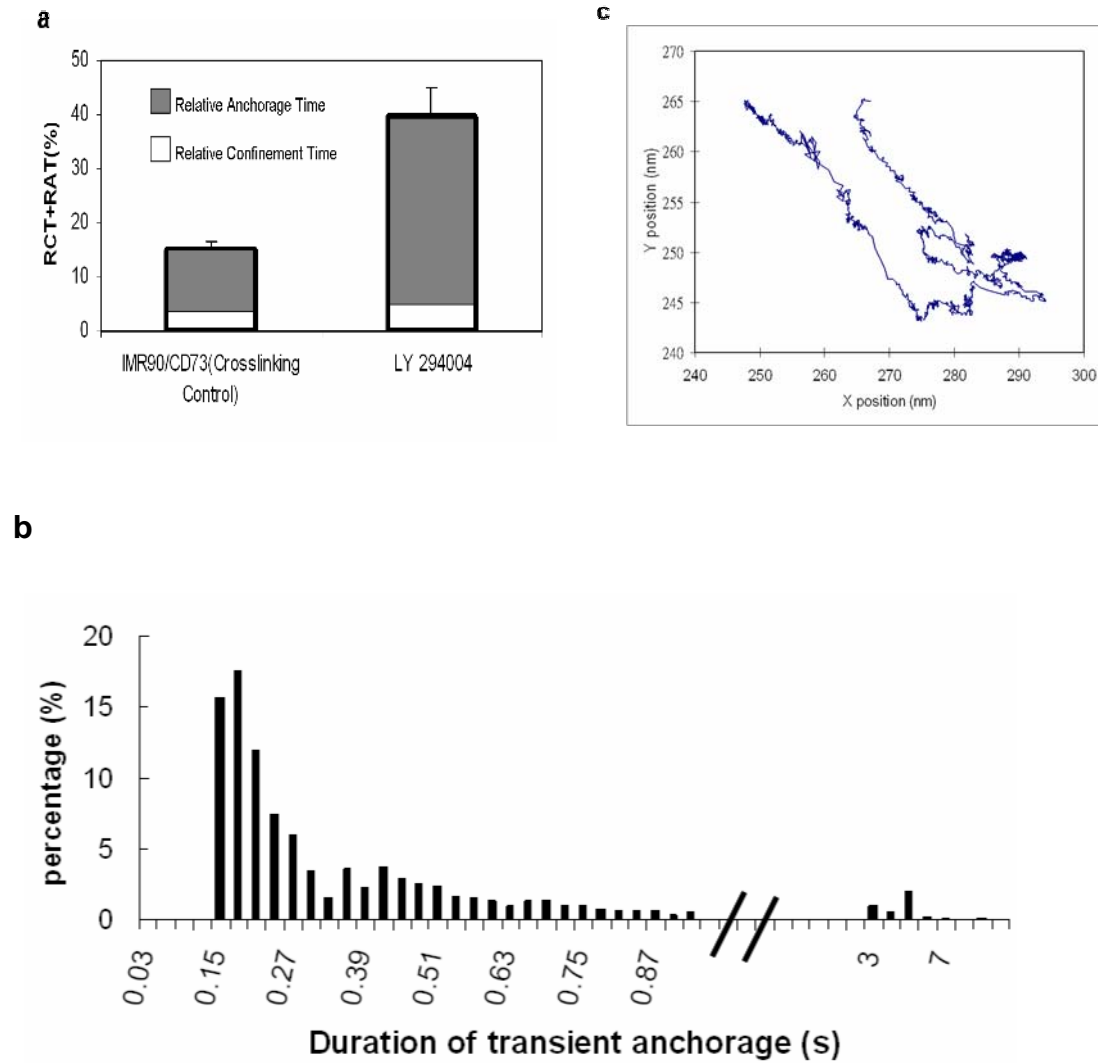 a
50
40
30
20
10
0
RCT+RAT(%)
Relative Anchorage Time
Relative Confinement Time
IMR90/CD73(Crosslinking
Control)
LY 294004
c
270
265
260
255
250
245
240
Y position (nm)
240 250 260 270 280 290 300
X position (nm)
b
20
15
10
5
0
percentage (%)
0.03 0.15 0.27 0.39 0.51 0.63 0.75 0.87 3 7
Duration of transient anchorage (s)